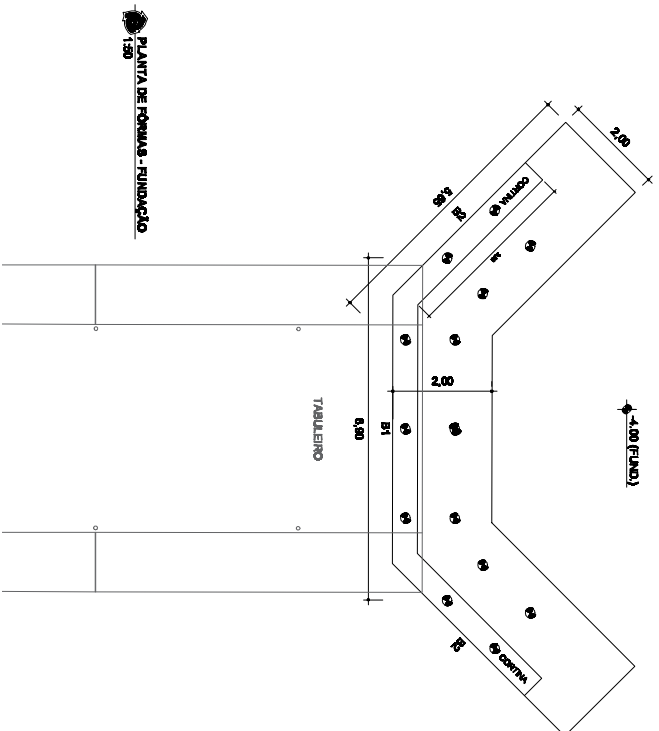 PLANTA DE FÔRMAS - FUNDAÇÃO
1:50
2,00
CORTINA
5,65
B2
2,00
-4.00 (FUND.)
TABULEIRO
6,90
B1
B2
CORTINA